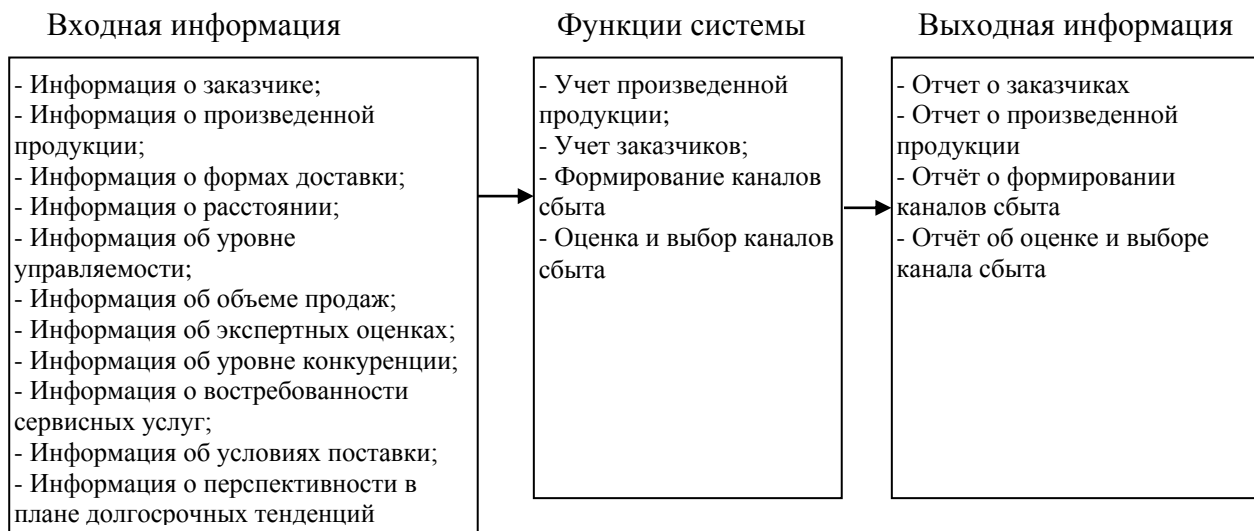 Входная информация
- Информация о заказчике;
- Информация о произведенной
продукции;
- Информация о формах доставки;
- Информация о расстоянии;
- Информация об уровне
управляемости;
- Информация об объеме продаж;
- Информация об экспертных оценках;
- Информация об уровне конкуренции;
- Информация о востребованности
сервисных услуг;
- Информация об условиях поставки;
- Информация о перспективности в
плане долгосрочных тенденций
Функции системы
- Учет произведенной
продукции;
- Учет заказчиков;
- Формирование каналов
сбыта
- Оценка и выбор каналов
сбыта
Выходная информация
- Отчет о заказчиках
- Отчет о произведенной
продукции
- Отчёт о формировании
каналов сбыта
- Отчёт об оценке и выборе
канала сбыта